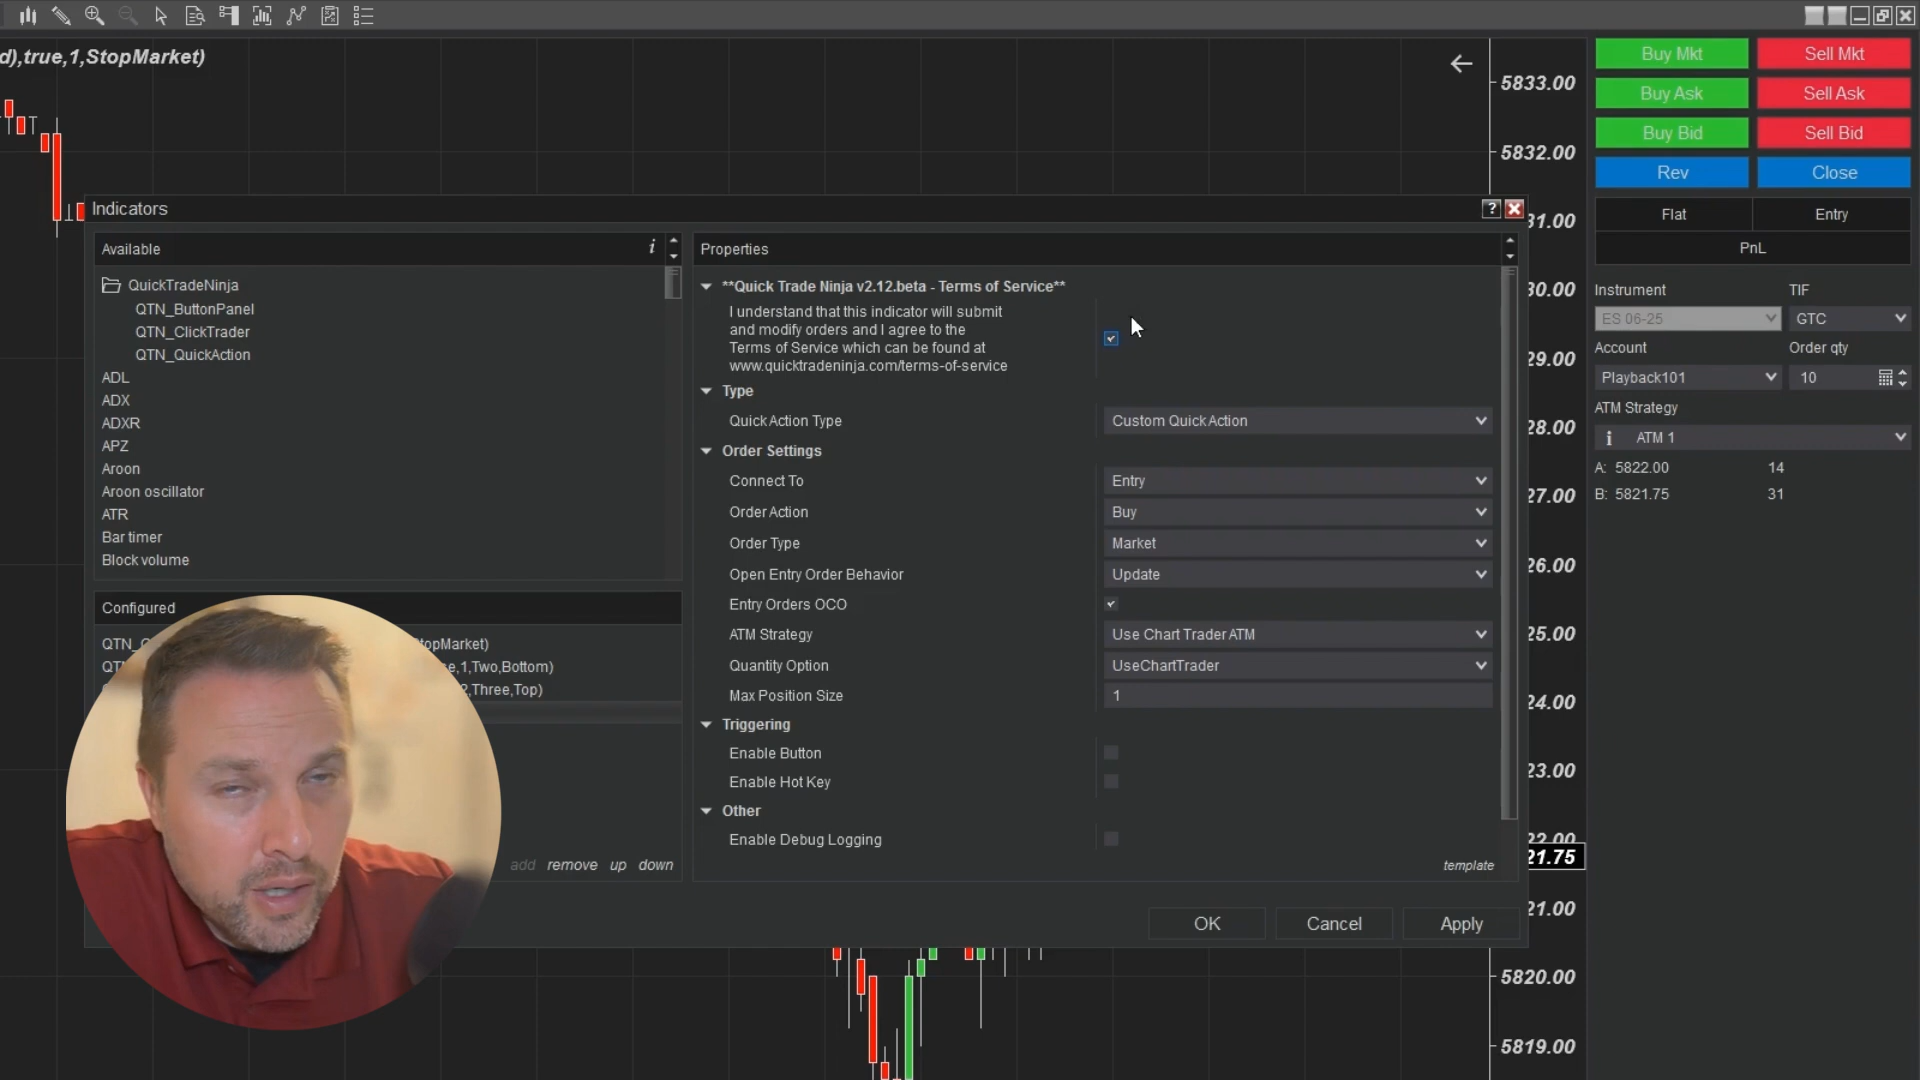 d),true,1,StopMarket)
5833.00
5832.00
31.00
30.00
29.00
28.00
27.00
26.00
25.00
24.00
23.00
22.00
21.75
21.00
5820.00
5819.00
Indicators
?
Available
i
QuickTradeNinja
QTN_ButtonPanel
QTN_ClickTrader
QTN_QuickAction
ADL
ADX
ADXR
APZ
Aroon
Aroon oscillator
ATR
Bar timer
Block volume
Configured
topMarket)
e,1,Two,Bottom)
2,Three,Top)
add remove up down
Properties
**Quick Trade Ninja v2.12.beta - Terms of Service**
I understand that this indicator will submit
and modify orders and I agree to the
Terms of Service which can be found at
www.quicktradeninja.com/terms-of-service
Type
Quick Action Type Custom Quick Action
Order Settings
Connect To Entry
Order Action Buy
Order Type Market
Open Entry Order Behavior Update
Entry Orders OCO
ATM Strategy Use Chart Trader ATM
Quantity Option UseChartTrader
Max Position Size 1
Triggering
Enable Button
Enable Hot Key
Other
Enable Debug Logging
template
OK Cancel Apply
Buy Mkt Sell Mkt
Buy Ask Sell Ask
Buy Bid Sell Bid
Rev Close
Flat Entry
PnL
Instrument TIF
ES 06-25 GTC
Account Order qty
Playback101 10
ATM Strategy
i ATM 1
A: 5822.00 14
B: 5821.75 31